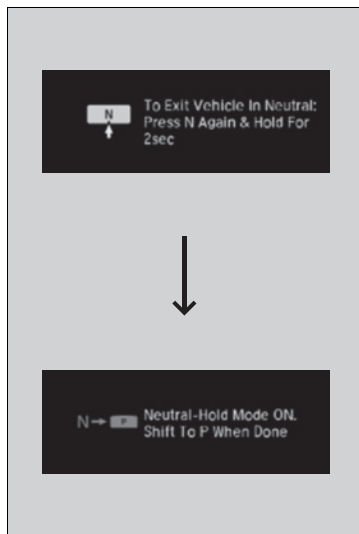 N
To Exit Vehicle In Neutral:
Press N Again & Hold For
2sec
N→ P
Neutral-Hold Mode ON.
Shift To P When Done